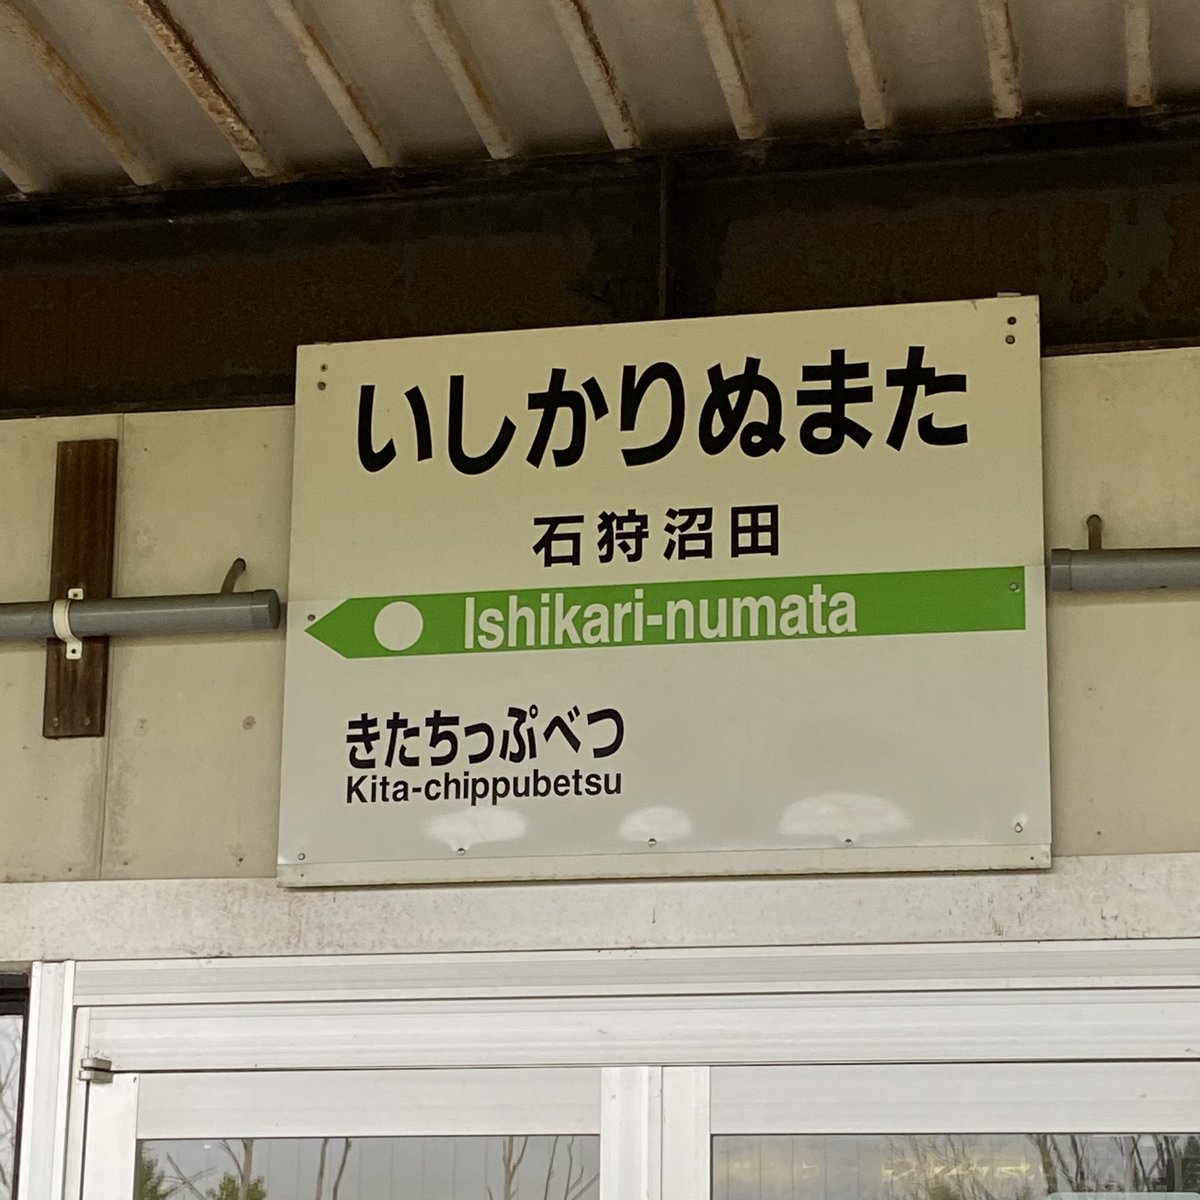 いしかりぬまた
石狩沼田
Ishikari-numata
きたちっぷべつ
Kita-chippubetsu